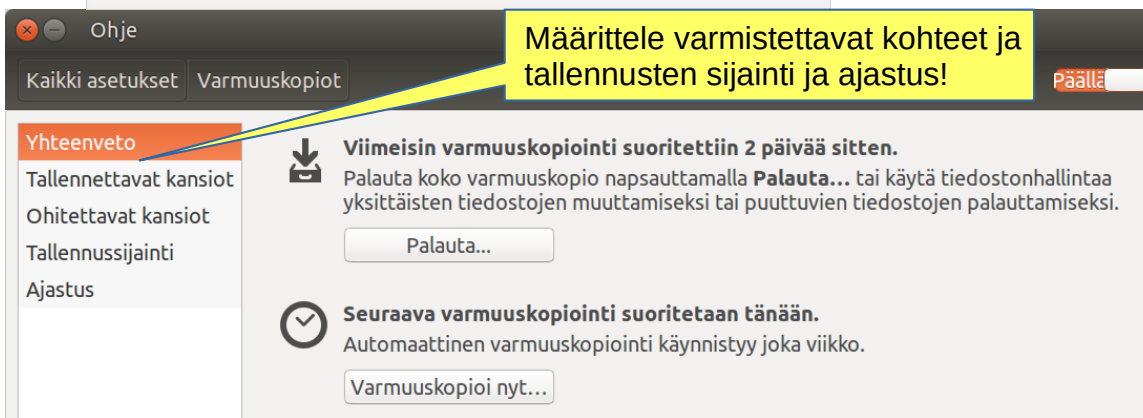 Ohje
Määrittele varmistettavat kohteet ja
tallennusten sijainti ja ajastus!
Kaikki asetukset Varmuuskopiot
Päällä
Yhteenveto
Tallennettavat kansiot
Ohitettavat kansiot
Tallennussijainti
Ajastus
Viimeisin varmuuskopiointi suoritettiin 2 päivää sitten.
Palauta koko varmuuskopio napsauttamalla Palauta... tai käytä tiedostonhallintaa
yksittäisten tiedostojen muuttamiseksi tai puuttuvien tiedostojen palauttamiseksi.
Palauta...
Seuraava varmuuskopiointi suoritetaan tänään.
Automaattinen varmuuskopiointi käynnistyy joka viikko.
Varmuuskopioi nyt...